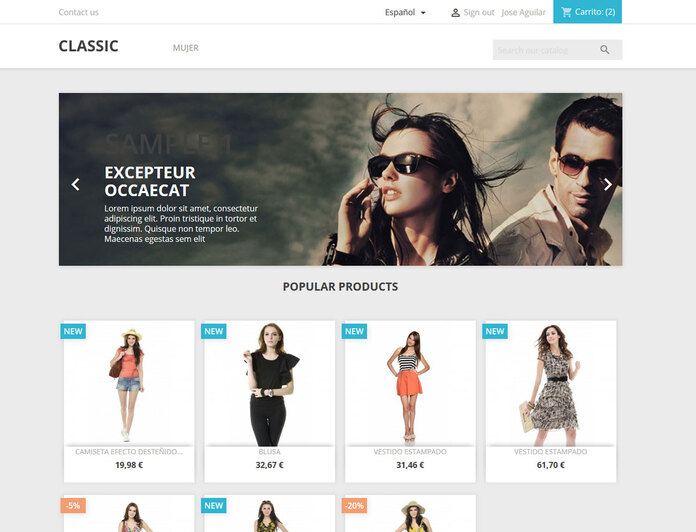 Contact us
Español
Sign out
Jose Aguilar
Carrito: (2)
CLASSIC
MUJER
Search our catalog
SAMPLE 1
EXCEPTEUR
OCCAECAT
Lorem ipsum dolor sit amet, consectetur
adipiscing elit. Proin tristique in tortor et
dignissim. Quisque non tempor leo.
Maecenas egestas sem elit
POPULAR PRODUCTS
NEW
NEW
NEW
NEW
CAMISETA EFECTO DESTEÑIDO...
BLUSA
VESTIDO ESTAMPADO
VESTIDO ESTAMPADO
19,98 €
32,67 €
31,46 €
61,70 €
-5%
NEW
-20%